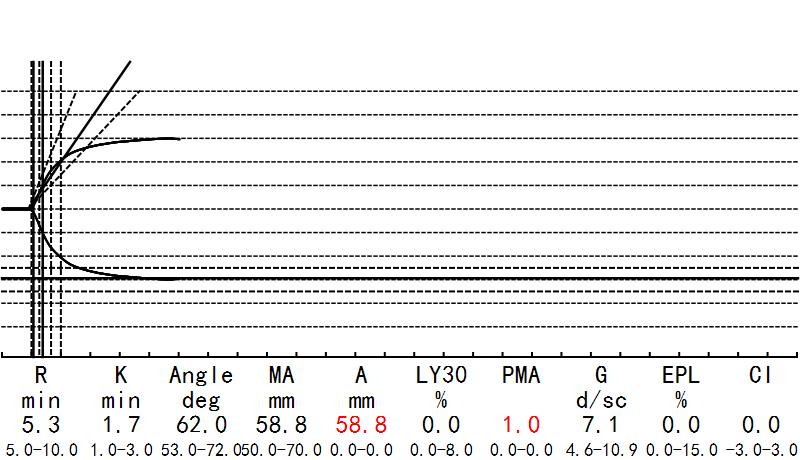 R K Angle MA A LY30 PMA G EPL CI
min min deg mm mm % d/sc %
5.3 1.7 62.0 58.8 58.8 0.0 1.0 7.1 0.0 0.0
5.0-10.0 1.0-3.0 53.0-72.0 50.0-70.0 0.0-0.0 0.0-8.0 0.0-0.0 4.6-10.9 0.0-15.0 -3.0-3.0